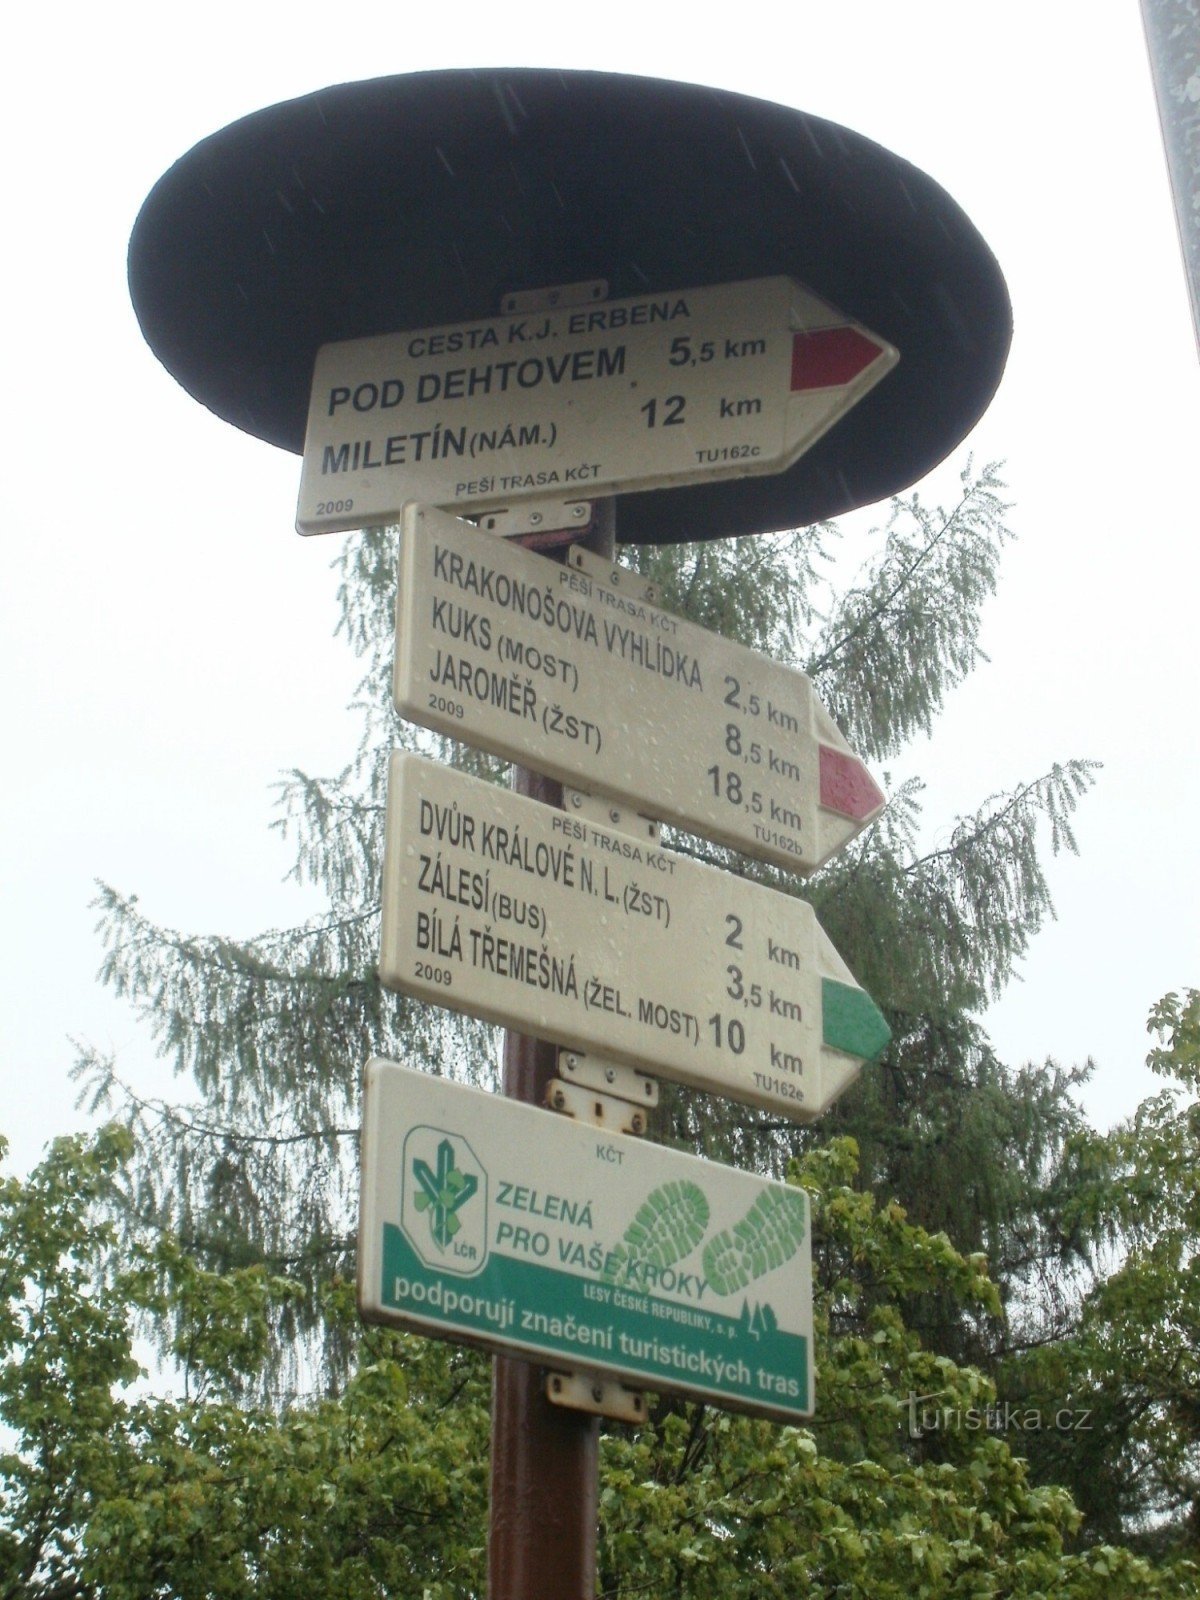 CESTA K.J. ERBENA
POD DEHTOVEM 5,5 km
MILETÍN (NÁM.) 12 km
2009 PEŠÍ TRASA KČT TU162c
PĚŠÍ TRASA KČT
KRAKONOŠOVA VYHLÍDKA 2,5 km
KUKS (MOST) 8,5 km
JAROMĚŘ (ŽST) 18,5 km
2009 TU162b
PĚŠÍ TRASA KČT
DVŮR KRÁLOVÉ N. L. (ŽST) 2 km
ZÁLESÍ (BUS) 3,5 km
BÍLÁ TŘEMEŠNÁ (ŽEL. MOST) 10 km
2009 TU162e
KČT
ZELENÁ
PRO VAŠE KROKY
LČR
LESY ČESKÉ REPUBLIKY, s. p.
podporují značení turistických tras
Turistika.cz